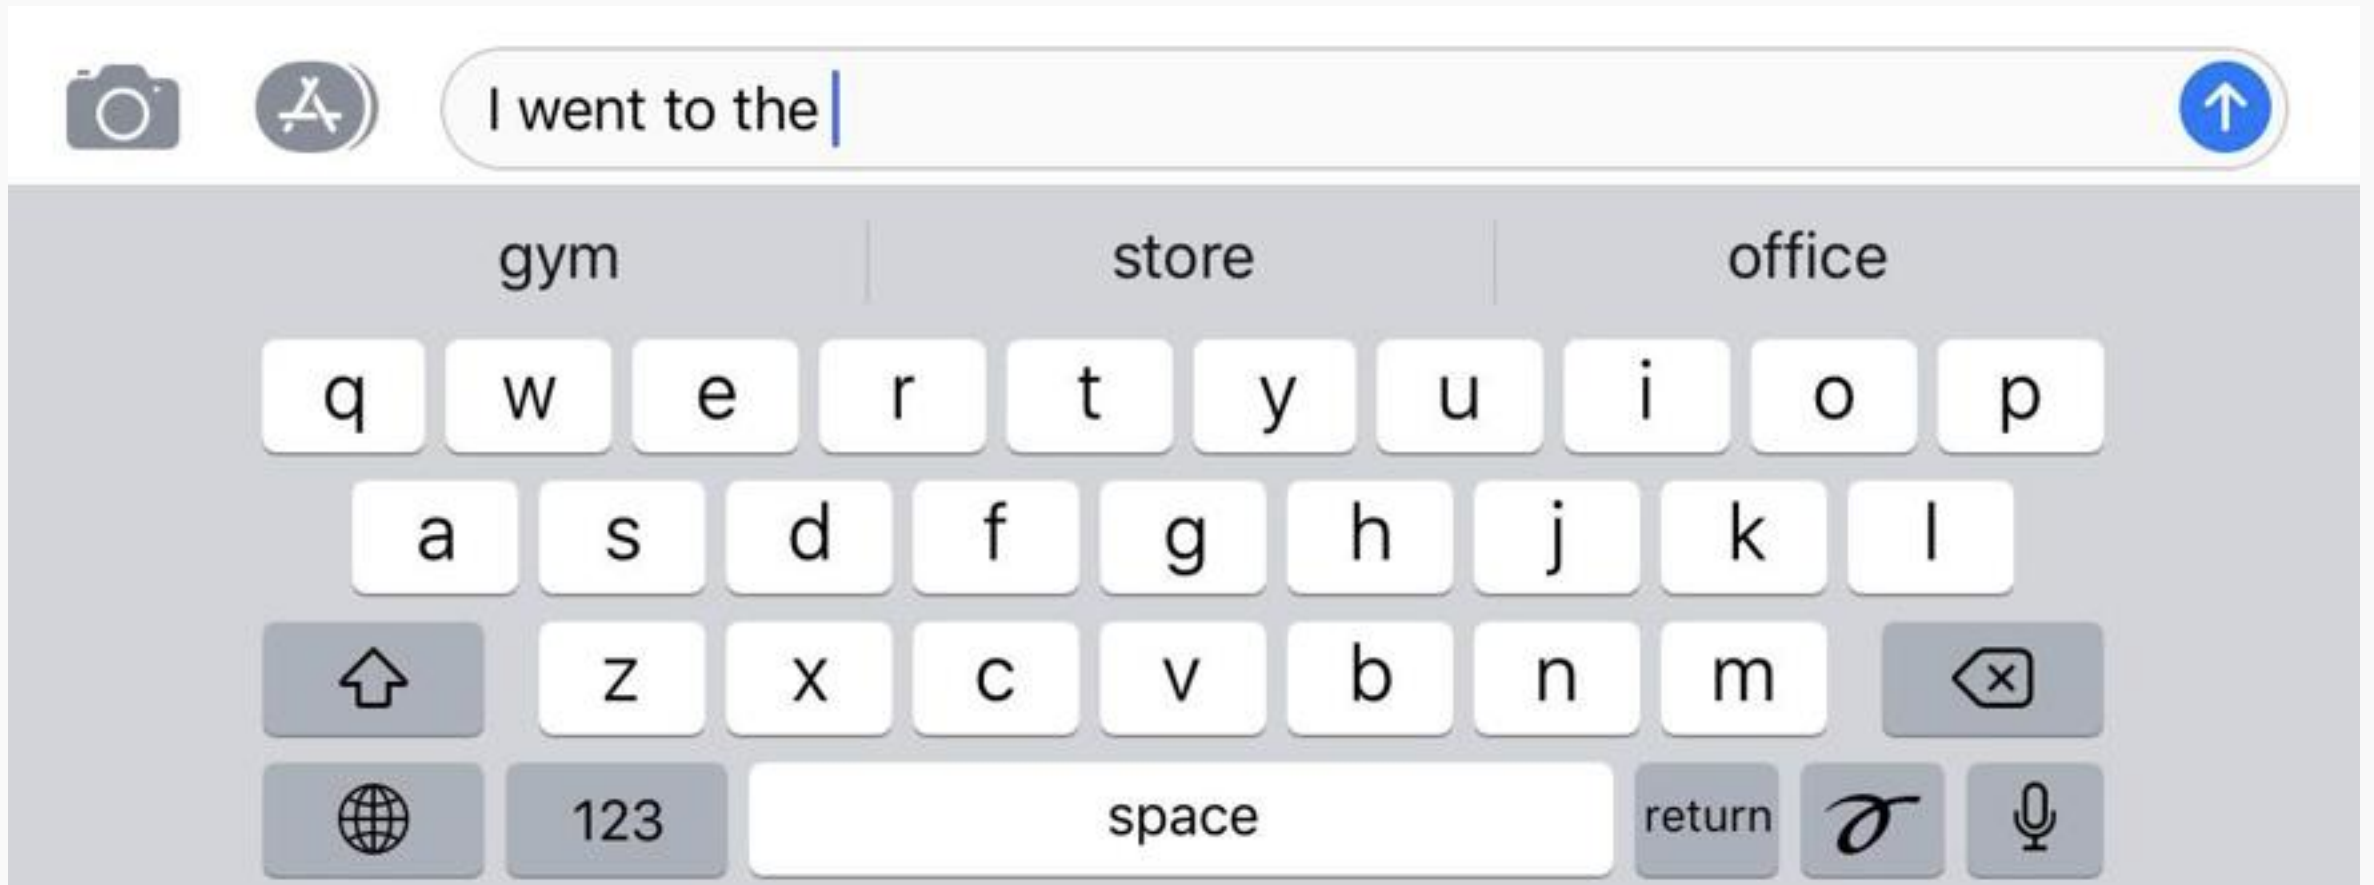 I went to the
gym store office
q w e r t y u i o p
a s d f g h j k l
z x c v b n m
123 space return